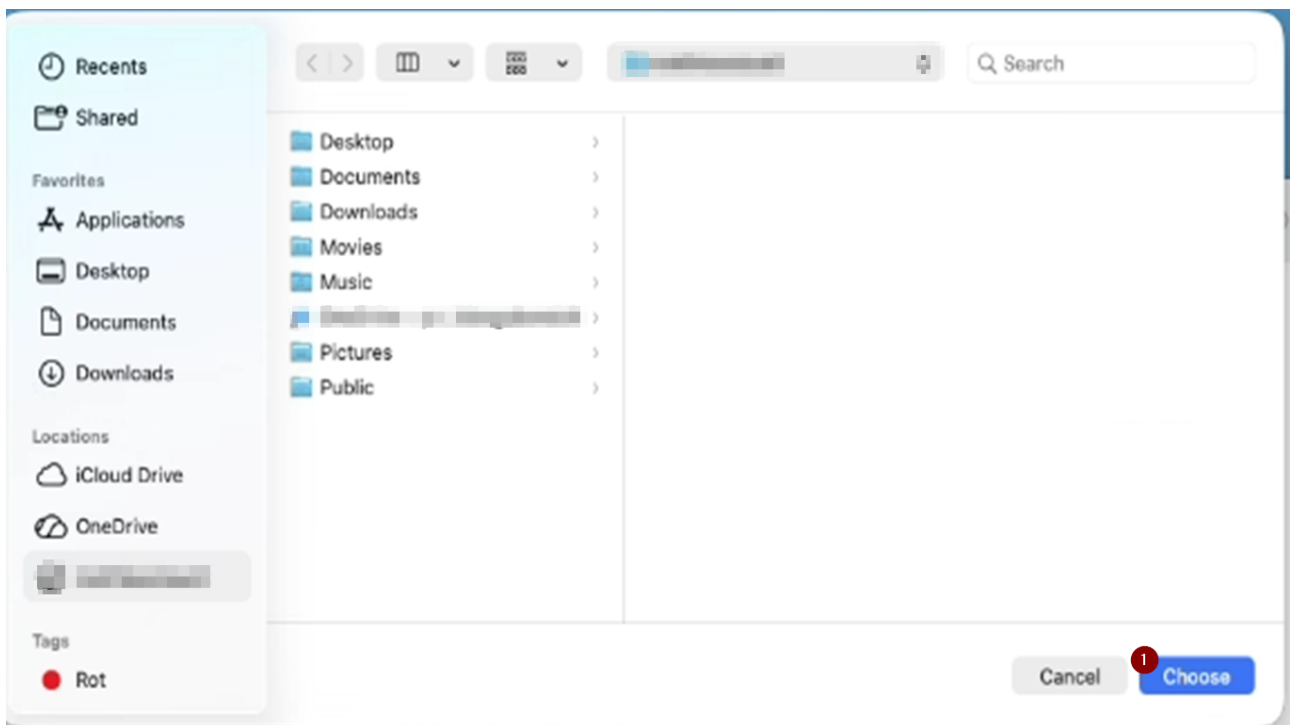 Recents
Shared
Favorites
Applications
Desktop
Documents
Downloads
Locations
iCloud Drive
OneDrive
Tags
Rot
Search
Desktop
Documents
Downloads
Movies
Music
Pictures
Public
Cancel
1
Choose